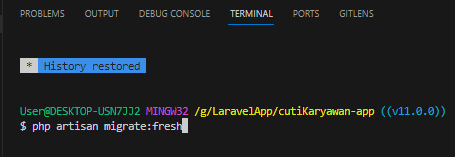 PROBLEMS OUTPUT DEBUG CONSOLE TERMINAL PORTS GITLENS
* History restored
User@DESKTOP-USN7JJ2 MINGW32 /g/LaravelApp/cutiKaryawan-app ((v11.0.0))
$ php artisan migrate:fresh